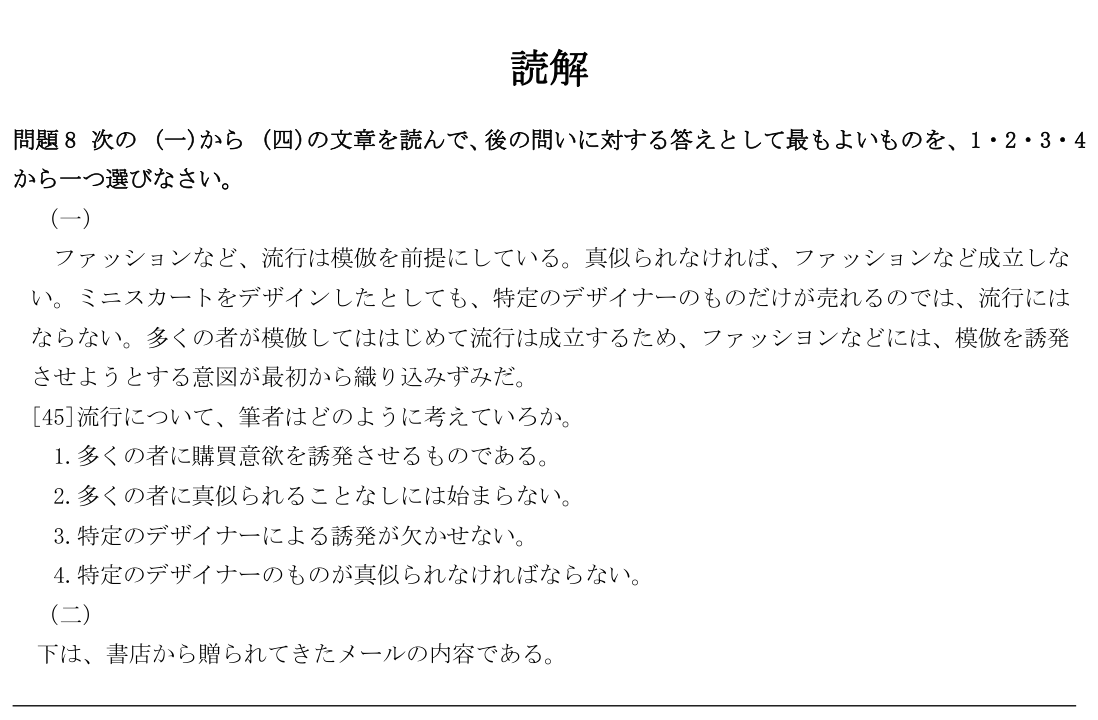 読解
問題8 次の (一)から (四)の文章を読んで、後の問いに対する答えとして最もよいものを、1・2・3・4
から一つ選びなさい。
(一)
ファッションなど、流行は模倣を前提にしている。真似られなければ、ファッションなど成立しな
い。ミニスカートをデザインしたとしても、特定のデザイナーのものだけが売れるのでは、流行には
ならない。多くの者が模倣してははじめて流行は成立するため、ファッシヨンなどには、模倣を誘発
させようとする意図が最初から織り込みずみだ。
[45]流行について、筆者はどのように考えていろか。
1.多くの者に購買意欲を誘発させるものである。
2.多くの者に真似られることなしには始まらない。
3.特定のデザイナーによる誘発が欠かせない。
4.特定のデザイナーのものが真似られなければならない。
(二)
下は、書店から贈られてきたメールの内容である。